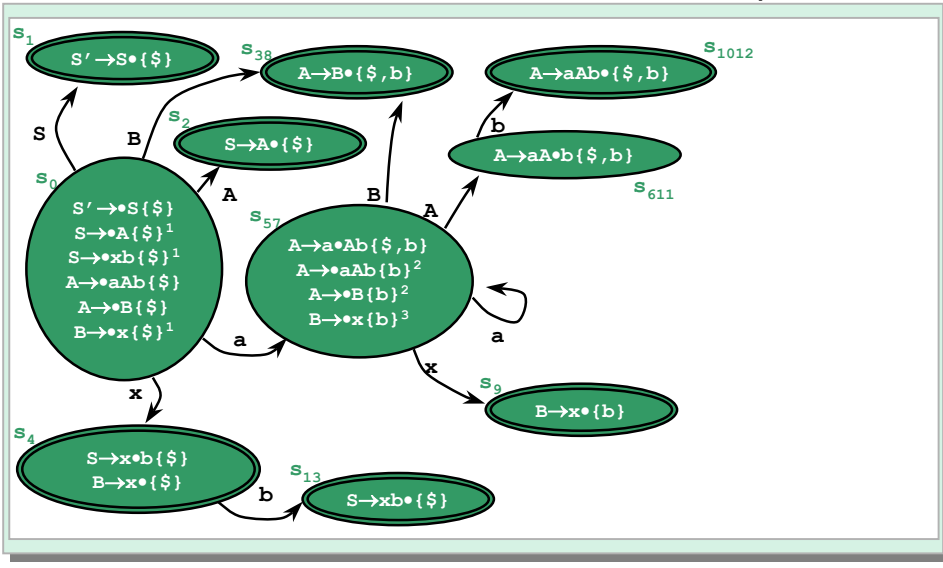 s1
S'→S•{$}
s38
A→B•{$,b}
s1012
A→aAb•{$,b}
S
B
s2
S→A•{$}
b
A→aA•b{$,b}
s611
s0
A
S'→•S{$}
S→•A{$}¹
S→•xb{$}¹
A→•aAb{$}
A→•B{$}
B→•x{$}¹
s57
B
A
A→a•Ab{$,b}
A→•aAb{b}²
A→•B{b}²
B→•x{b}³
a
a
x
x
s9
B→x•{b}
s4
S→x•b{$}
B→x•{$}
b
s13
S→xb•{$}